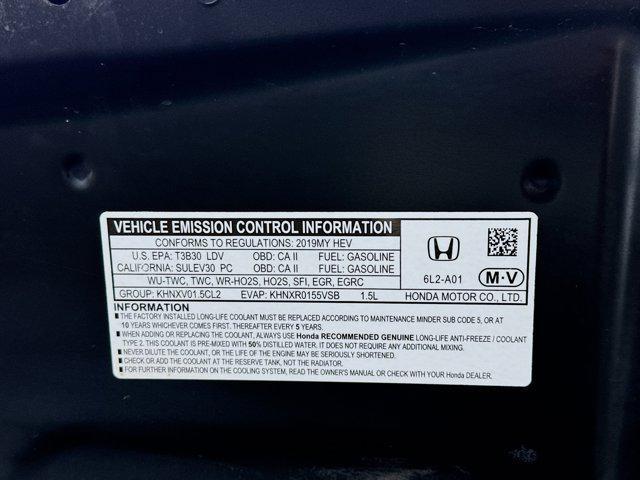 VEHICLE EMISSION CONTROL INFORMATION
CONFORMS TO REGULATIONS: 2019MY HEV
U.S. EPA: T3B30 LDV OBD: CA II FUEL: GASOLINE
CALIFORNIA: SULEV30 PC OBD: CA II FUEL: GASOLINE
WU-TWC, TWC, WR-HO2S, HO2S, SFI, EGR, EGRC
GROUP: KHNXV01.5CL2 EVAP: KHNXR0155VSB 1.5L
6L2-A01 M·V
HONDA MOTOR CO., LTD.
INFORMATION
■ THE FACTORY INSTALLED LONG-LIFE COOLANT MUST BE REPLACED ACCORDING TO MAINTENANCE MINDER SUB CODE 5, OR AT
10 YEARS WHICHEVER COMES FIRST. THEREAFTER EVERY 5 YEARS.
■ WHEN ADDING OR REPLACING THE COOLANT, ALWAYS USE Honda RECOMMENDED GENUINE LONG-LIFE ANTI-FREEZE / COOLANT
TYPE 2. THIS COOLANT IS PRE-MIXED WITH 50% DISTILLED WATER. IT DOES NOT REQUIRE ANY ADDITIONAL MIXING.
■ NEVER DILUTE THE COOLANT, OR THE LIFE OF THE ENGINE MAY BE SERIOUSLY SHORTENED.
■ CHECK OR ADD COOLANT AT THE RESERVE TANK, NOT THE RADIATOR.
■ FOR FURTHER INFORMATION ON THE COOLING SYSTEM, READ THE OWNER'S MANUAL OR CHECK WITH YOUR Honda DEALER.